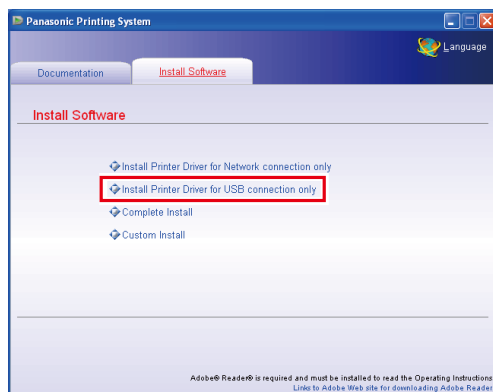 Panasonic Printing System
Language
Documentation
Install Software
Install Software
Install Printer Driver for Network connection only
Install Printer Driver for USB connection only
Complete Install
Custom Install
Adobe® Reader® is required and must be installed to read the Operating Instructions
Links to Adobe Web site for downloading Adobe Reader